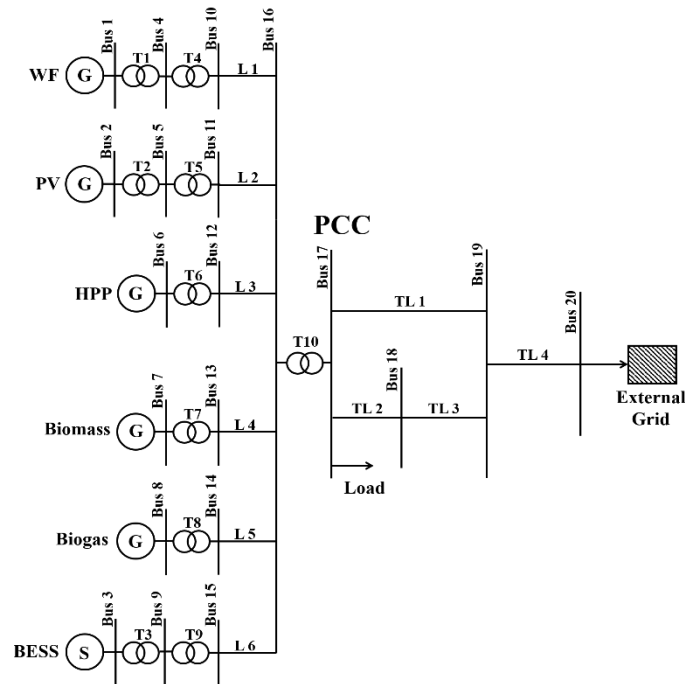 Bus 1
Bus 4
Bus 10
Bus 16
WF
G
T1
T4
L 1
Bus 2
Bus 5
Bus 11
PV
G
T2
T5
L 2
Bus 6
Bus 12
HPP
G
T6
L 3
PCC
Bus 17
Bus 19
Bus 20
TL 1
T10
Bus 18
TL 4
TL 2
TL 3
External
Grid
Load
Bus 7
Bus 13
Biomass
G
T7
L 4
Bus 8
Bus 14
Biogas
G
T8
L 5
Bus 3
Bus 9
Bus 15
BESS
S
T3
T9
L 6